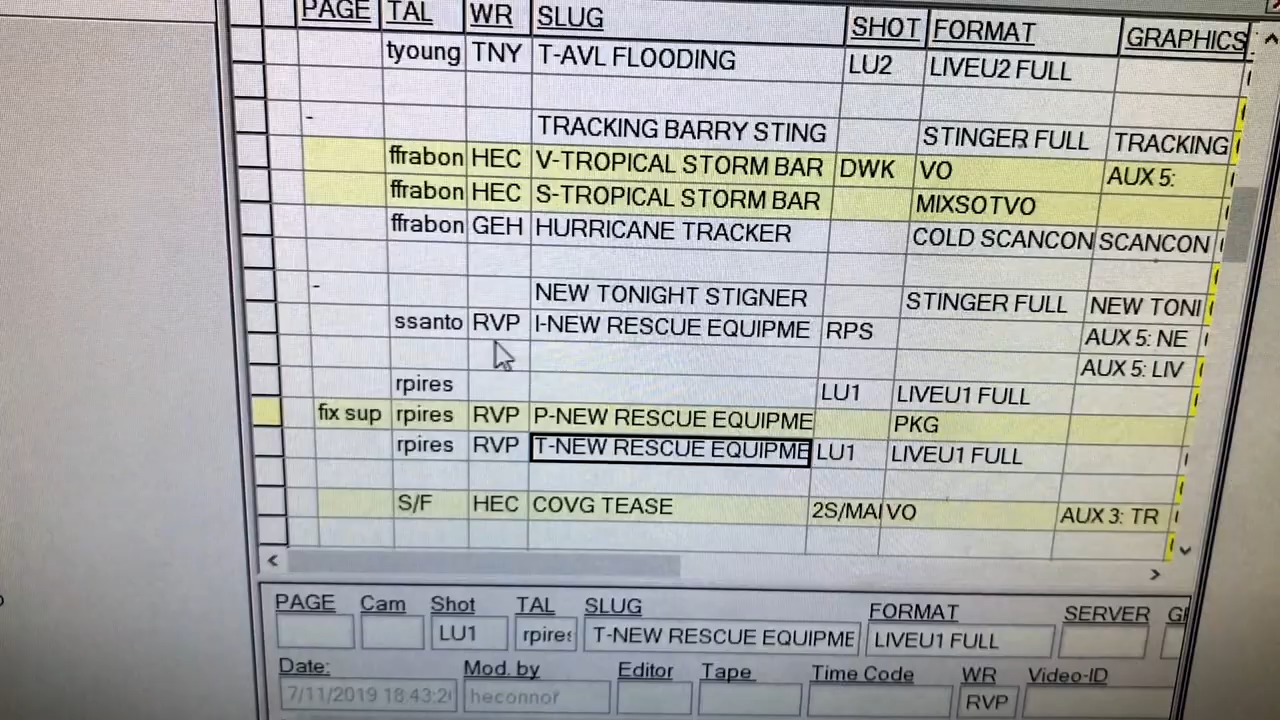 PAGE TAL WR SLUG SHOT FORMAT GRAPHICS
tyoung TNY T-AVL FLOODING LU2 LIVEU2 FULL
-
TRACKING BARRY STING STINGER FULL TRACKING
ffrabon HEC V-TROPICAL STORM BAR DWK VO AUX 5:
ffrabon HEC S-TROPICAL STORM BAR MIXSOTVO
ffrabon GEH HURRICANE TRACKER COLD SCANCON SCANCON
-
NEW TONIGHT STIGNER STINGER FULL NEW TONI
ssanto RVP I-NEW RESCUE EQUIPME RPS AUX 5: NE
AUX 5: LIV
rpires LU1 LIVEU1 FULL
fix sup rpires RVP P-NEW RESCUE EQUIPME PKG
rpires RVP T-NEW RESCUE EQUIPME LU1 LIVEU1 FULL
S/F HEC COVG TEASE 2S/MAI VO AUX 3: TR
PAGE Cam Shot TAL SLUG FORMAT SERVER
LU1 rpires T-NEW RESCUE EQUIPME LIVEU1 FULL
Date: Mod. by Editor Tape Time Code WR Video-ID
7/11/2019 18:43:2 heconnor RVP